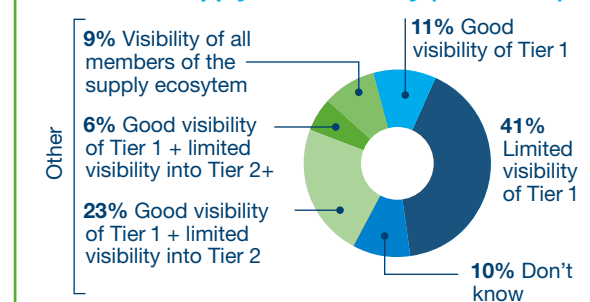 9% Visibility of all
members of the
supply ecosytem
6% Good visibility
of Tier 1 + limited
visibility into Tier 2+
23% Good visibility
of Tier 1 + limited
visibility into Tier 2
Other
11% Good
visibility of Tier 1
41%
Limited
visibility
of Tier 1
10% Don't
know